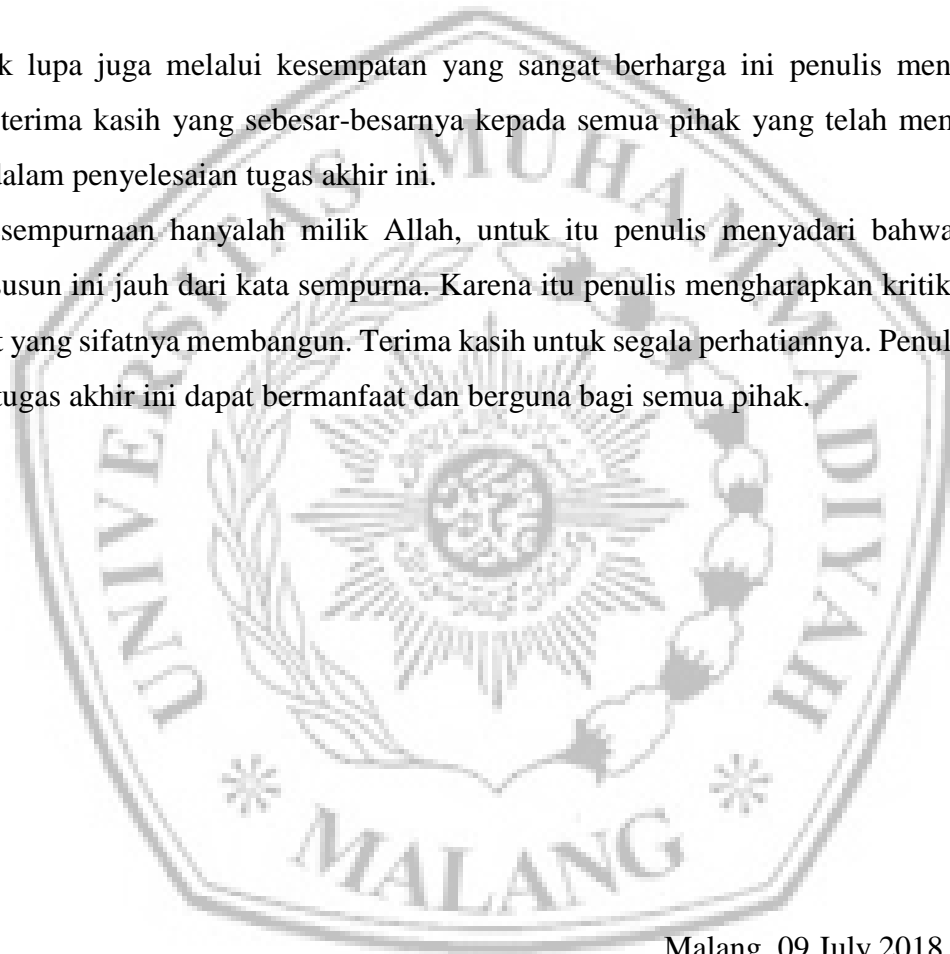 k lupa juga melalui kesempatan yang sangat berharga ini penulis men
terima kasih yang sebesar-besarnya kepada semua pihak yang telah men
dalam penyelesaian tugas akhir ini.
sempurnaan hanyalah milik Allah, untuk itu penulis menyadari bahwa
susun ini jauh dari kata sempurna. Karena itu penulis mengharapkan kritik
t yang sifatnya membangun. Terima kasih untuk segala perhatiannya. Penul
tugas akhir ini dapat bermanfaat dan berguna bagi semua pihak.
UNIVERSITAS MUHAMMADIYAH
MALANG
Malang, 09 July 2018